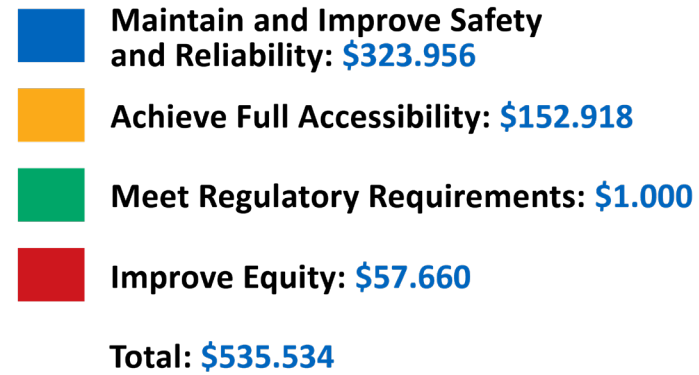 Maintain and Improve Safety
and Reliability: $323.956
Achieve Full Accessibility: $152.918
Meet Regulatory Requirements: $1.000
Improve Equity: $57.660
Total: $535.534